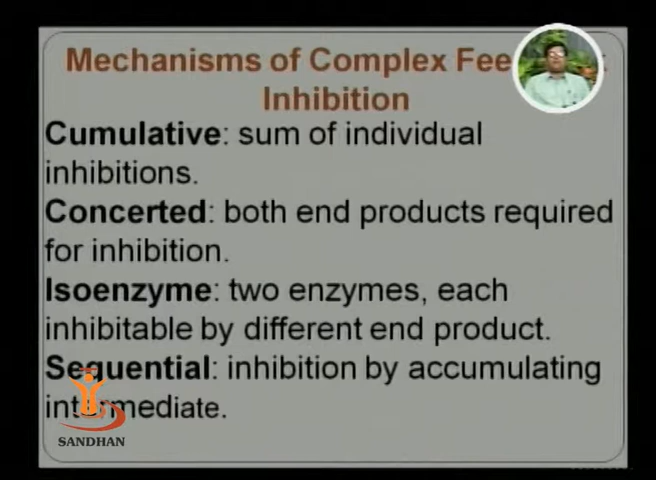 Mechanisms of Complex Fee
Inhibition
Cumulative: sum of individual
inhibitions.
Concerted: both end products required
for inhibition.
Isoenzyme: two enzymes, each
inhibitable by different end product.
Sequential: inhibition by accumulating
intermediate.
SANDHAN